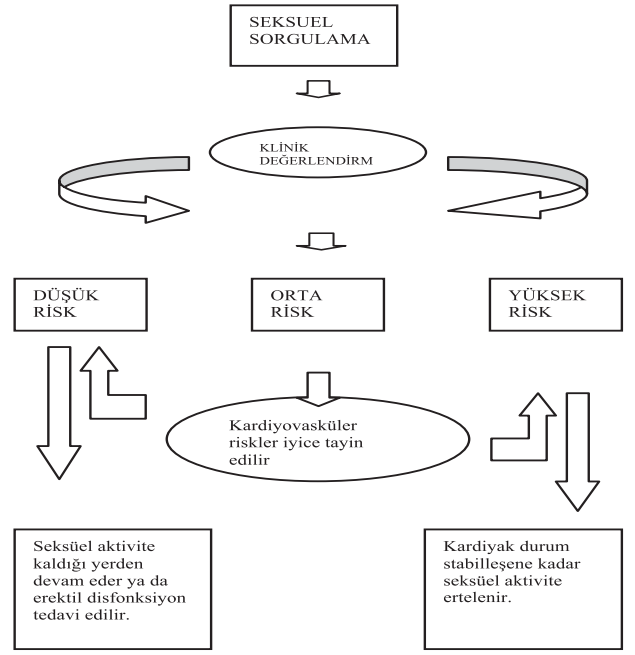 SEKSUEL
SORGULAMA
KLİNİK
DEĞERLENDİRM
DÜŞÜK
RİSK
ORTA
RİSK
YÜKSEK
RİSK
Kardiyovasküler
riskler iyice tayin
edilir
Seksüel aktivite
kaldığı yerden
devam eder ya da
erektil disfonksiyon
tedavi edilir.
Kardiyak durum
stabilleşene kadar
seksüel aktivite
ertelenir.